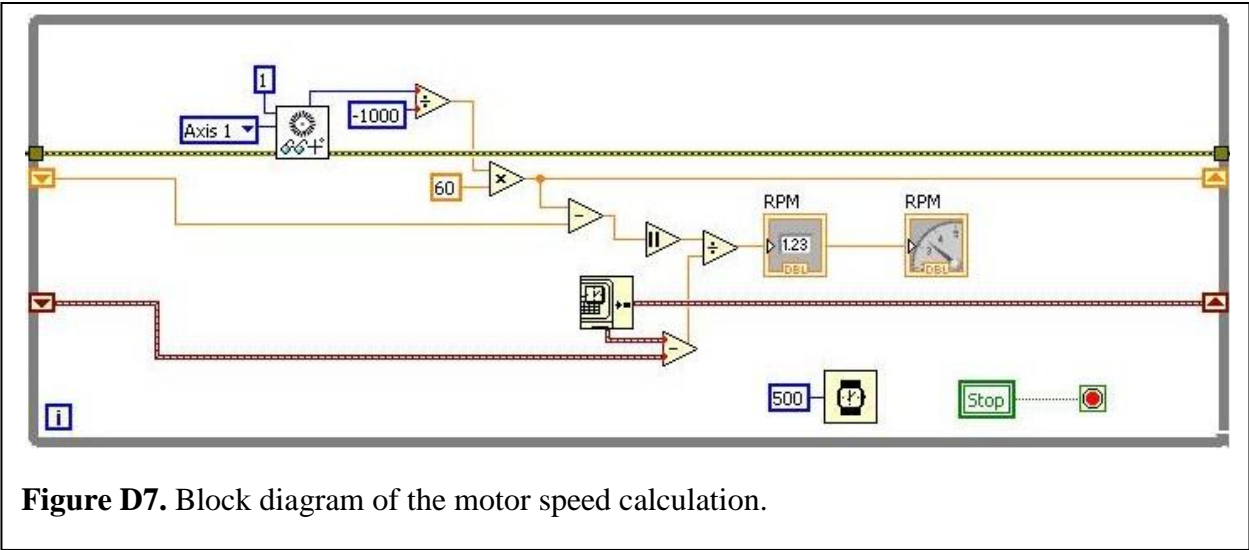 1
Axis 1
-1000
÷
60
×
-
RPM
RPM
÷
1.23
DBL
DBL
-
500
Stop
i
Figure D7. Block diagram of the motor speed calculation.